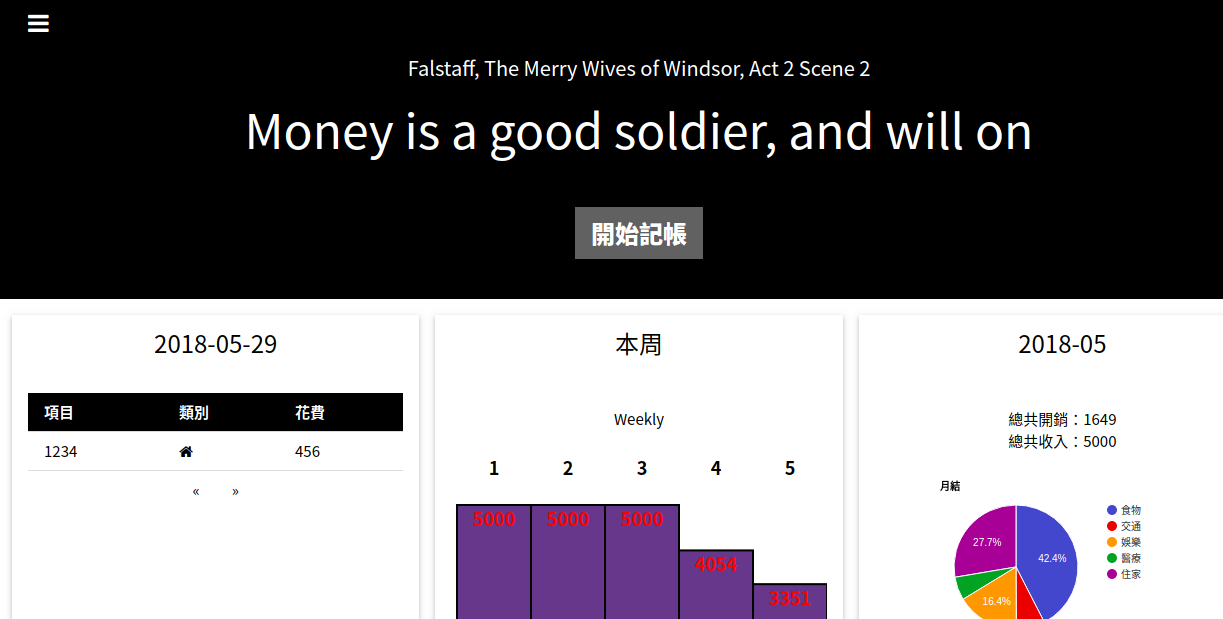 Falstaff, The Merry Wives of Windsor, Act 2 Scene 2
Money is a good soldier, and will on
開始記帳
2018-05-29
項目 類別 花費
1234 456
« »
本周
Weekly
1 2 3 4 5
5000 5000 5000 4054 3351
2018-05
總共開銷：1649
總共收入：5000
月結
27.7% 42.4% 16.4%
食物
交通
娛樂
醫療
住家